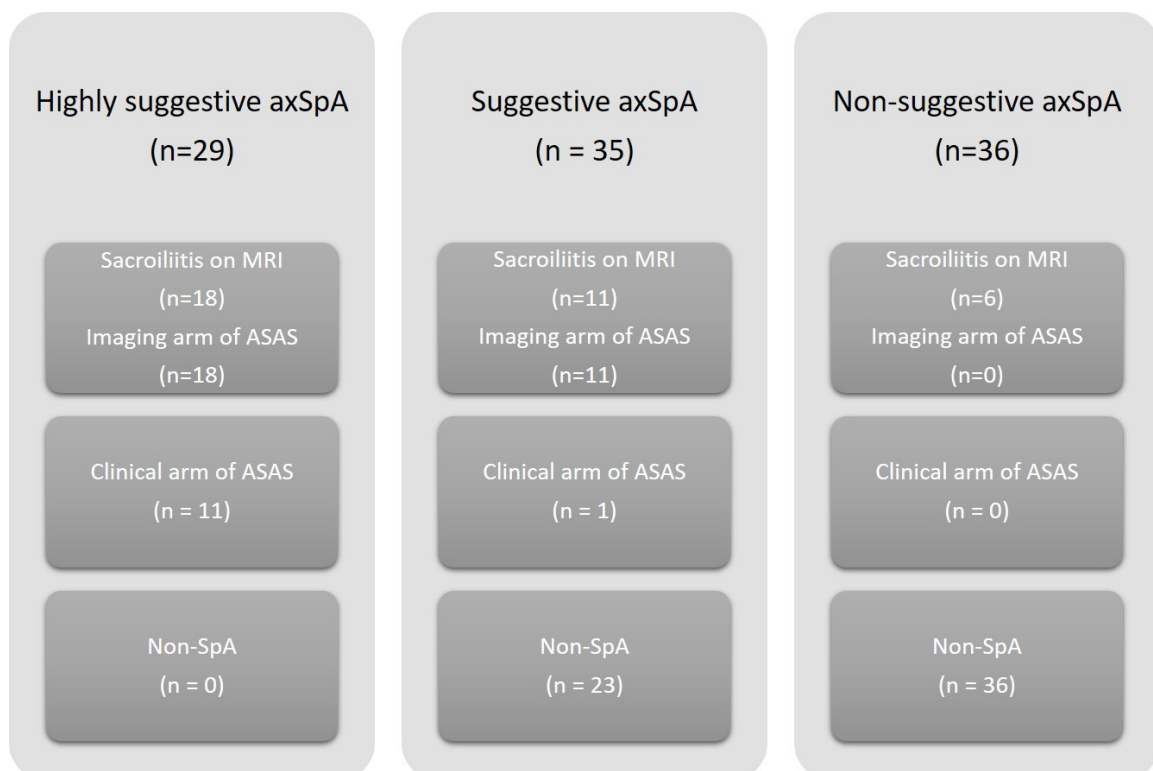 Highly suggestive axSpA
(n=29)
Sacroiliitis on MRI
(n=18)
Imaging arm of ASAS
(n=18)
Clinical arm of ASAS
(n = 11)
Non-SpA
(n = 0)
Suggestive axSpA
(n = 35)
Sacroiliitis on MRI
(n=11)
Imaging arm of ASAS
(n=11)
Clinical arm of ASAS
(n = 1)
Non-SpA
(n = 23)
Non-suggestive axSpA
(n=36)
Sacroiliitis on MRI
(n=6)
Imaging arm of ASAS
(n=0)
Clinical arm of ASAS
(n = 0)
Non-SpA
(n = 36)